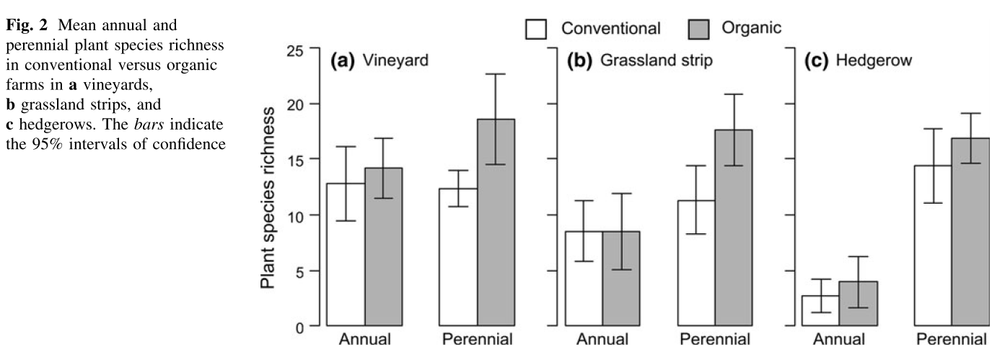 Fig. 2 Mean annual and
perennial plant species richness
in conventional versus organic
farms in a vineyards,
b grassland strips, and
c hedgerows. The bars indicate
the 95% intervals of confidence
Conventional Organic
(a) Vineyard
(b) Grassland strip
(c) Hedgerow
Plant species richness
25
20
15
10
5
0
Annual Perennial
Annual Perennial
Annual Perennial